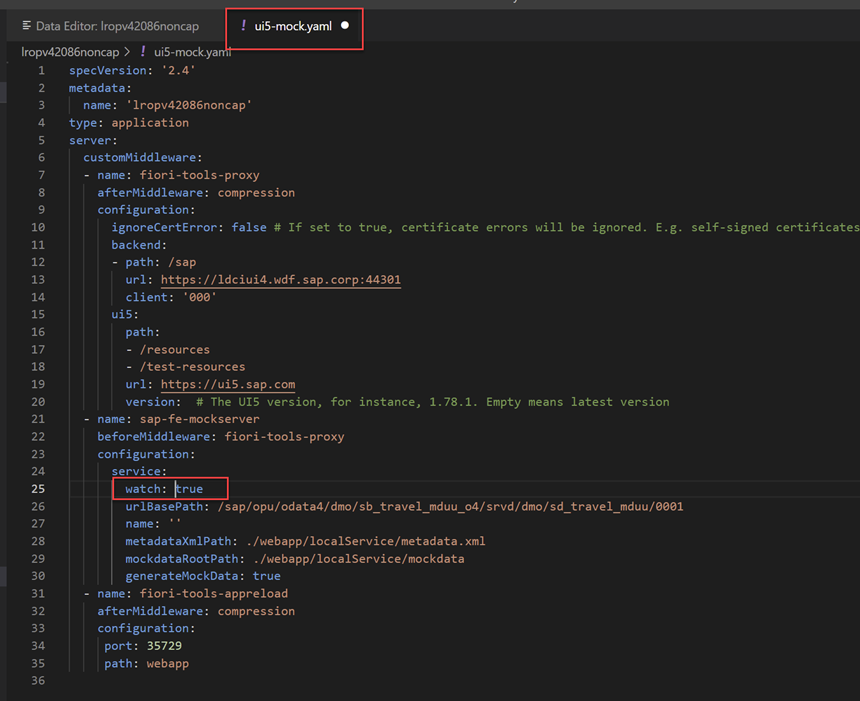 Data Editor: lropv42086noncap
! ui5-mock.yaml
lropv42086noncap > ! ui5-mock.yaml
1 specVersion: '2.4'
2 metadata:
3 name: 'lropv42086noncap'
4 type: application
5 server:
6 customMiddleware:
7 - name: fiori-tools-proxy
8 afterMiddleware: compression
9 configuration:
10 ignoreCertError: false # If set to true, certificate errors will be ignored. E.g. self-signed certificates
11 backend:
12 - path: /sap
13 url: https://ldciui4.wdf.sap.corp:44301
14 client: '000'
15 ui5:
16 path:
17 - /resources
18 - /test-resources
19 url: https://ui5.sap.com
20 version: # The UI5 version, for instance, 1.78.1. Empty means latest version
21 - name: sap-fe-mockserver
22 beforeMiddleware: fiori-tools-proxy
23 configuration:
24 service:
25 watch: true
26 urlBasePath: /sap/opu/odata4/dmo/sb_travel_mduu_o4/srvd/dmo/sd_travel_mduu/0001
27 name: ''
28 metadataXmlPath: ./webapp/localService/metadata.xml
29 mockdataRootPath: ./webapp/localService/mockdata
30 generateMockData: true
31 - name: fiori-tools-appreload
32 afterMiddleware: compression
33 configuration:
34 port: 35729
35 path: webapp
36